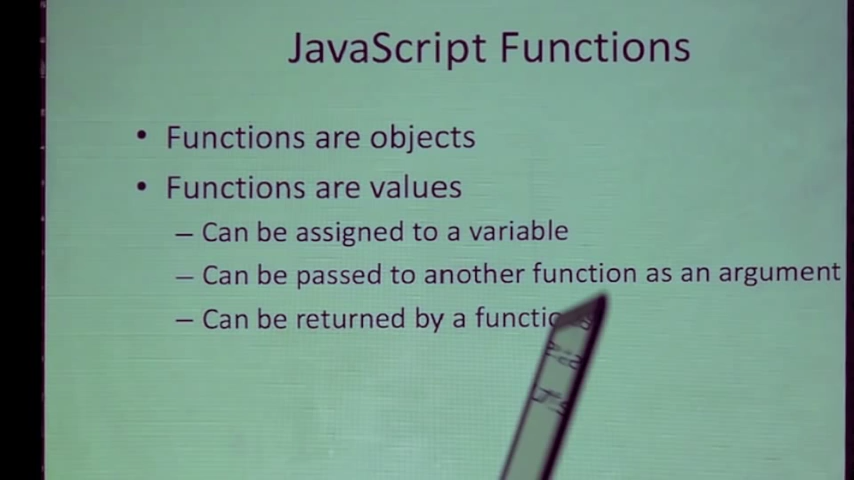 JavaScript Functions
• Functions are objects
• Functions are values
– Can be assigned to a variable
– Can be passed to another function as an argument
– Can be returned by a function